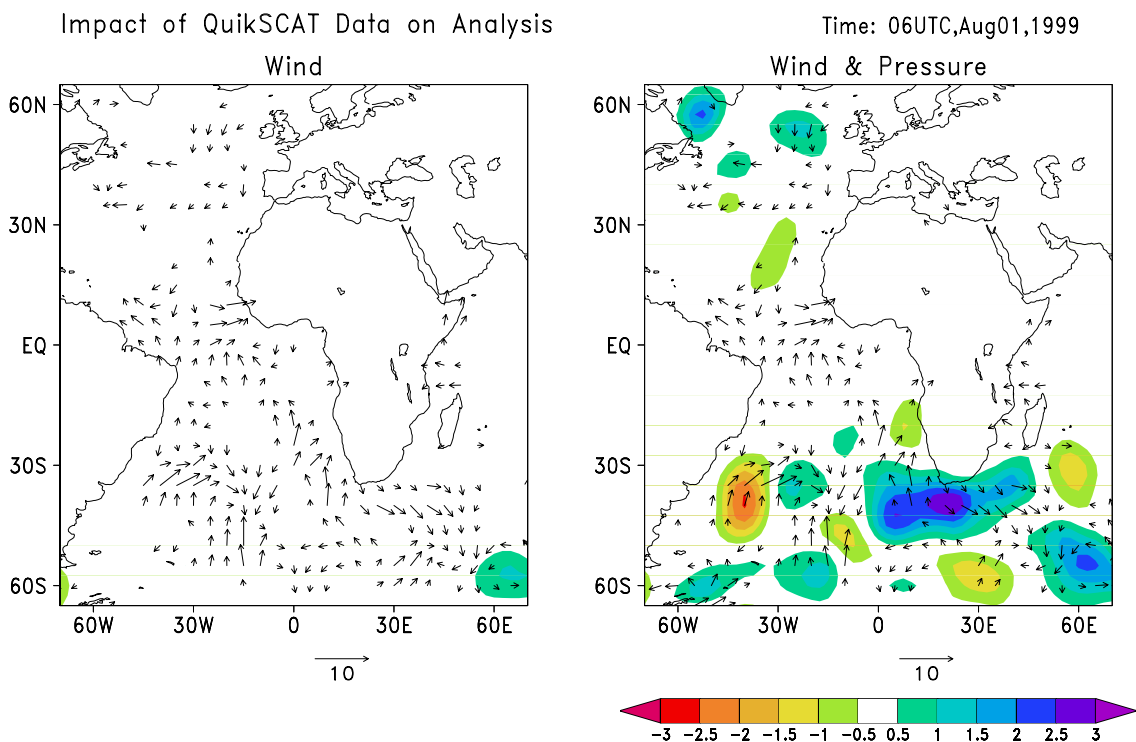 Impact of QuikSCAT Data on Analysis
Time: 06UTC,Aug01,1999
Wind
Wind & Pressure
60N
30N
EQ
30S
60S
60W 30W 0 30E 60E
10
60N
30N
EQ
30S
60S
60W 30W 0 30E 60E
10
-3 -2.5 -2 -1.5 -1 -0.5 0.5 1 1.5 2 2.5 3